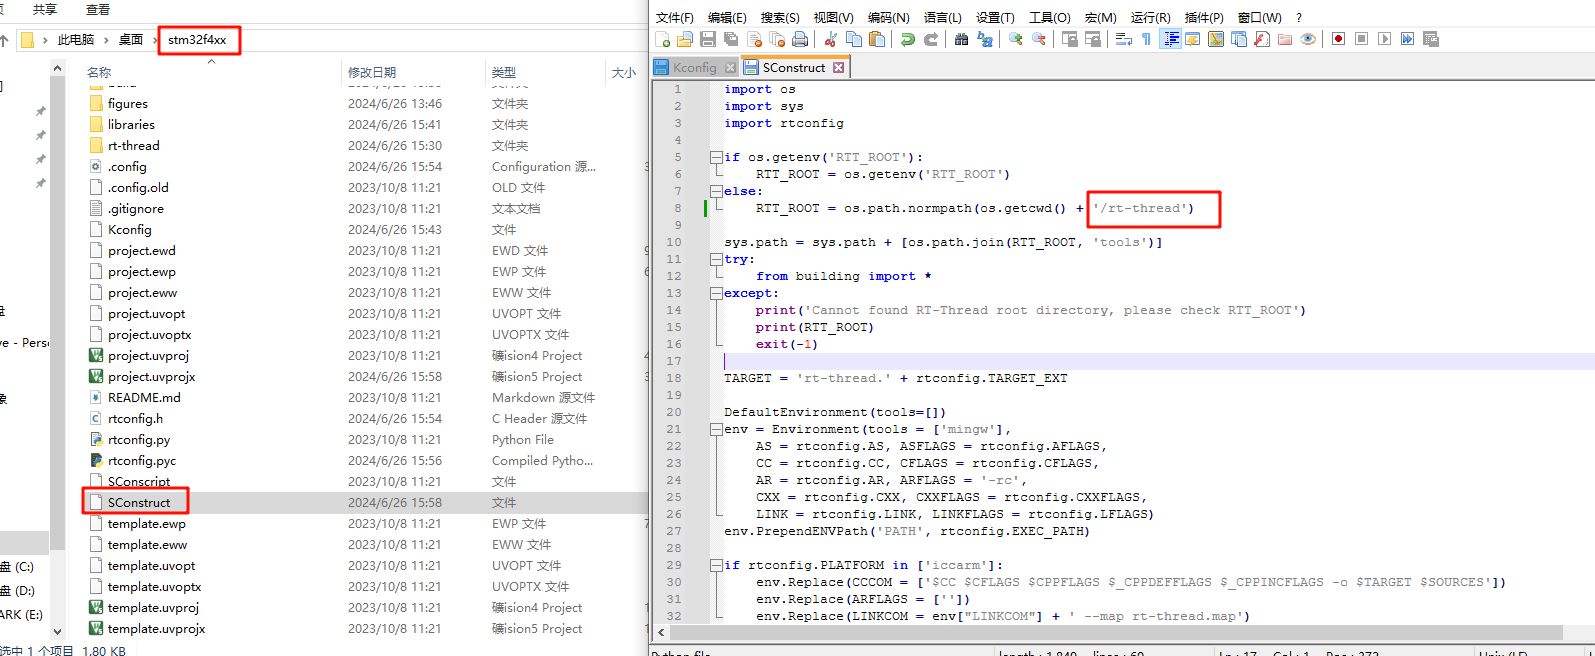 共享 查看
此电脑 > 桌面 > stm32f4xx
名称 修改日期 类型 大小
figures 2024/6/26 13:46 文件夹
libraries 2024/6/26 15:41 文件夹
rt-thread 2024/6/26 15:30 文件夹
.config 2024/6/26 15:54 Configuration 源...
.config.old 2023/10/8 11:21 OLD 文件
.gitignore 2023/10/8 11:21 文本文档
Kconfig 2024/6/26 15:43 文件
project.ewd 2023/10/8 11:21 EWD 文件
project.ewp 2023/10/8 11:21 EWP 文件
project.eww 2023/10/8 11:21 EWW 文件
project.uvopt 2023/10/8 11:21 UVOPT 文件
project.uvoptx 2023/10/8 11:21 UVOPTX 文件
project.uvproj 2023/10/8 11:21 礦ision4 Project
project.uvprojx 2024/6/26 15:58 礦ision5 Project
README.md 2023/10/8 11:21 Markdown 源文件
rtconfig.h 2024/6/26 15:54 C Header 源文件
rtconfig.py 2023/10/8 11:21 Python File
rtconfig.pyc 2024/6/26 15:56 Compiled Pytho...
SConscript 2023/10/8 11:21 文件
SConstruct 2024/6/26 15:58 文件
template.ewp 2023/10/8 11:21 EWP 文件
template.eww 2023/10/8 11:21 EWW 文件
template.uvopt 2023/10/8 11:21 UVOPT 文件
template.uvoptx 2023/10/8 11:21 UVOPTX 文件
template.uvproj 2023/10/8 11:21 礦ision4 Project
template.uvprojx 2023/10/8 11:21 礦ision5 Project
ve - Perso
盘 (C:)
盘 (D:)
ARK (E:)
选中 1 个项目 1.80 KB
文件(F) 编辑(E) 搜索(S) 视图(V) 编码(N) 语言(L) 设置(T) 工具(O) 宏(M) 运行(R) 插件(P) 窗口(W) ?
Kconfig SConstruct
1 import os
2 import sys
3 import rtconfig
4
5 if os.getenv('RTT_ROOT'):
6 RTT_ROOT = os.getenv('RTT_ROOT')
7 else:
8 RTT_ROOT = os.path.normpath(os.getcwd() + '/rt-thread')
9
10 sys.path = sys.path + [os.path.join(RTT_ROOT, 'tools')]
11 try:
12 from building import *
13 except:
14 print('Cannot found RT-Thread root directory, please check RTT_ROOT')
15 print(RTT_ROOT)
16 exit(-1)
17
18 TARGET = 'rt-thread.' + rtconfig.TARGET_EXT
19
20 DefaultEnvironment(tools=[])
21 env = Environment(tools = ['mingw'],
22 AS = rtconfig.AS, ASFLAGS = rtconfig.AFLAGS,
23 CC = rtconfig.CC, CFLAGS = rtconfig.CFLAGS,
24 AR = rtconfig.AR, ARFLAGS = '-rc',
25 CXX = rtconfig.CXX, CXXFLAGS = rtconfig.CXXFLAGS,
26 LINK = rtconfig.LINK, LINKFLAGS = rtconfig.LFLAGS)
27 env.PrependENVPath('PATH', rtconfig.EXEC_PATH)
28
29 if rtconfig.PLATFORM in ['iccarm']:
30 env.Replace(CCCOM = ['$CC $CFLAGS $CPPFLAGS $_CPPDEFFLAGS $_CPPINCFLAGS -o $TARGET $SOURCES'])
31 env.Replace(ARFLAGS = [''])
32 env.Replace(LINKCOM = env["LINKCOM"] + ' --map rt-thread.map')